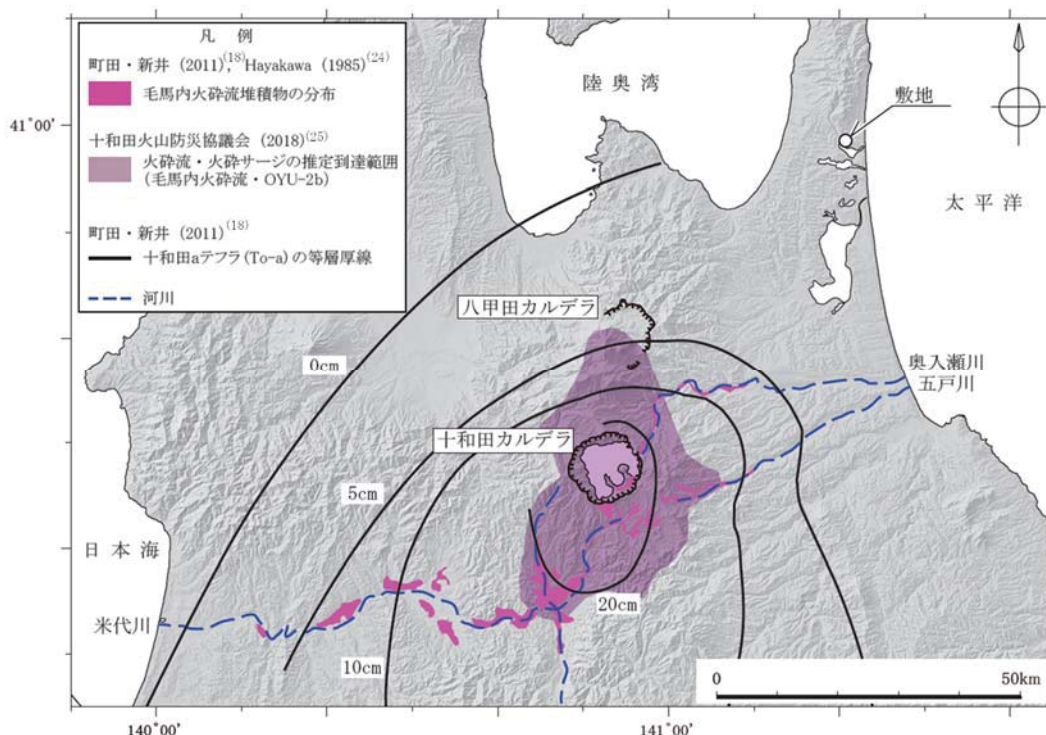 凡 例
町田・新井 (2011)(18),Hayakawa (1985)(24)
毛馬内火砕流堆積物の分布
十和田火山防災協議会 (2018)(25)
火砕流・火砕サージの推定到達範囲
(毛馬内火砕流・OYU-2b)
町田・新井 (2011)(18)
十和田aテフラ(To-a)の等層厚線
河川
陸奥湾
敷地
41°00′
太平洋
八甲田カルデラ
0cm
奥入瀬川
五戸川
十和田カルデラ
5cm
日本海
20cm
米代川
10cm
0
50km
140°00′
141°00′